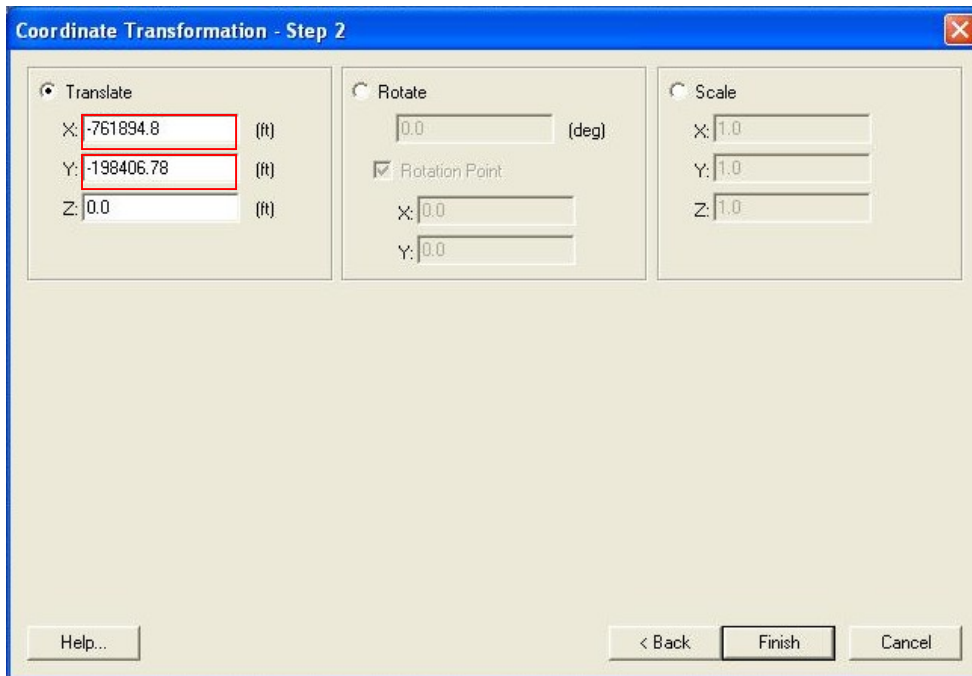 Coordinate Transformation - Step 2
Translate
X: -761894.8 (ft)
Y: -198406.78 (ft)
Z: 0.0 (ft)
Rotate
0.0 (deg)
Rotation Point
X: 0.0
Y: 0.0
Scale
X: 1.0
Y: 1.0
Z: 1.0
Help...
< Back
Finish
Cancel